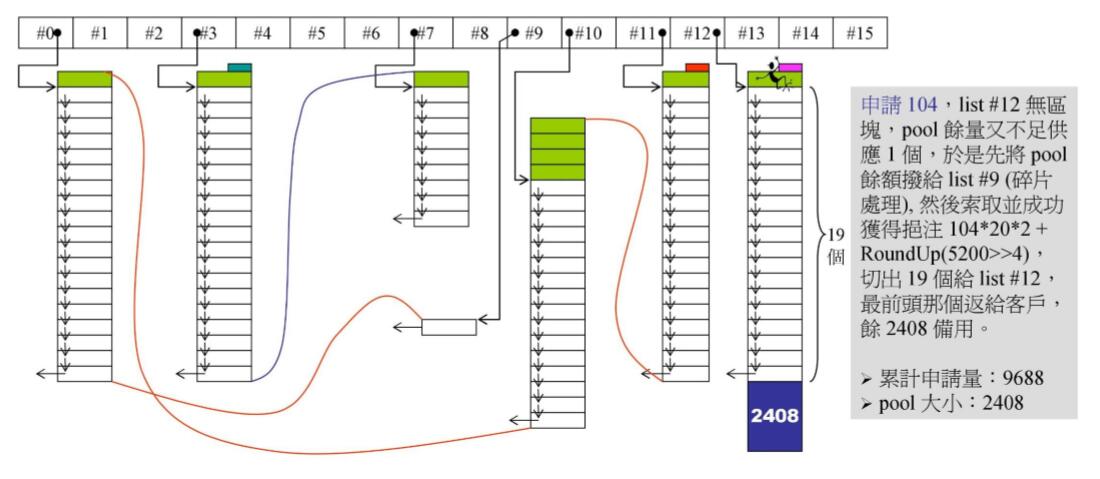 #0 #1 #2 #3 #4 #5 #6 #7 #8 #9 #10 #11 #12 #13 #14 #15
申請 104，list #12 無區
塊，pool 餘量又不足供
應 1 個，於是先將 pool
餘額撥給 list #9 (碎片
處理), 然後索取並成功
獲得挹注 104*20*2 +
RoundUp(5200>>4)，
切出 19 個給 list #12，
最前頭那個返給客戶，
餘 2408 備用。
➢ 累計申請量：9688
➢ pool 大小：2408
19
個
2408